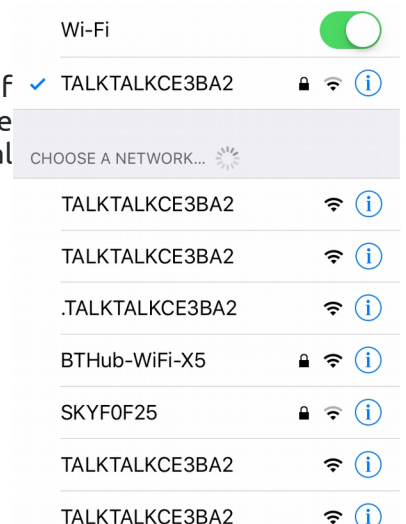 Wi-Fi
TALKTALKCE3BA2
CHOOSE A NETWORK...
TALKTALKCE3BA2
TALKTALKCE3BA2
.TALKTALKCE3BA2
BTHub-WiFi-X5
SKYF0F25
TALKTALKCE3BA2
TALKTALKCE3BA2